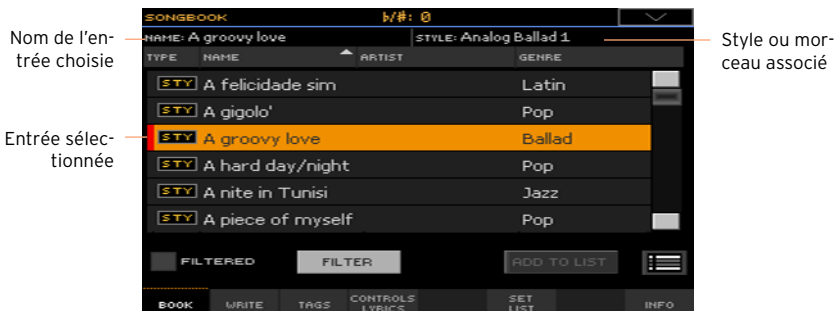 SONGBOOK ♭/#: 0
Nom de l'en-
trée choisie
NAME: A groovy love STYLE: Analog Ballad 1
Style ou mor-
ceau associé
TYPE NAME ARTIST GENRE
STY A felicidade sim Latin
STY A gigolo' Pop
Entrée sélec-
tionnée
STY A groovy love Ballad
STY A hard day/night Pop
STY A nite in Tunisi Jazz
STY A piece of myself Pop
FILTERED FILTER ADD TO LIST
BOOK WRITE TAGS CONTROLS
LYRICS SET
LIST INFO